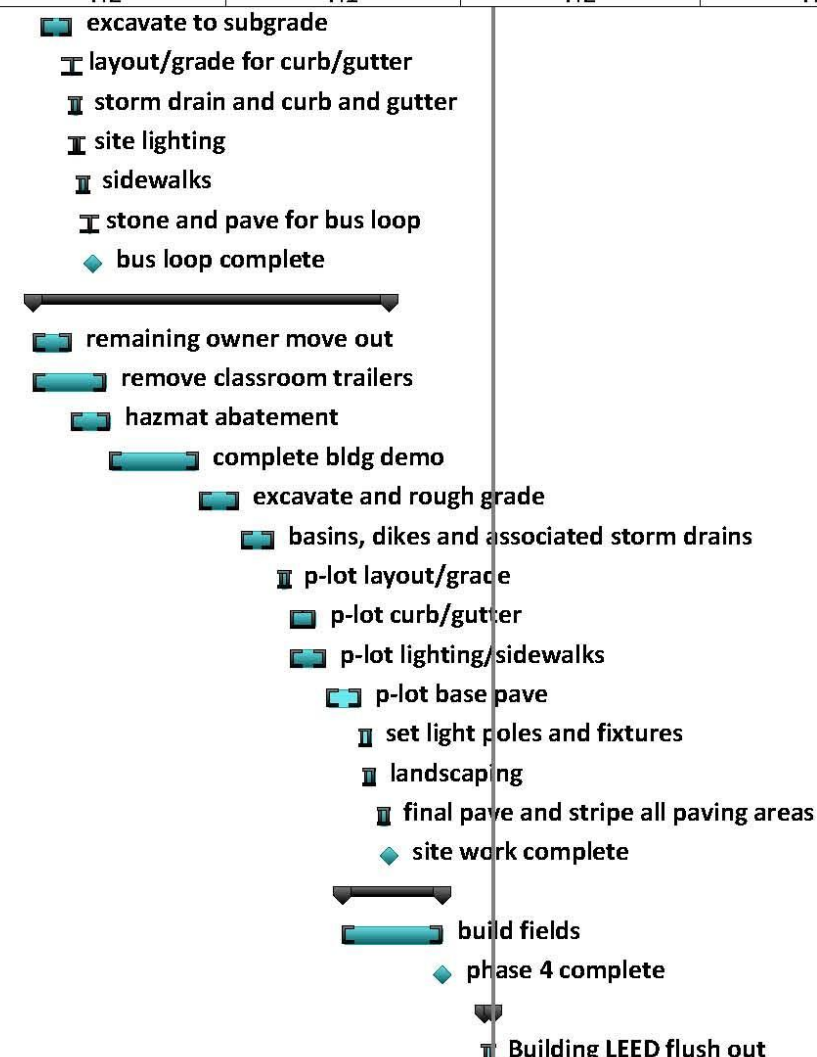 excavate to subgrade
layout/grade for curb/gutter
storm drain and curb and gutter
site lighting
sidewalks
stone and pave for bus loop
bus loop complete
remaining owner move out
remove classroom trailers
hazmat abatement
complete bldg demo
excavate and rough grade
basins, dikes and associated storm drains
p-lot layout/grade
p-lot curb/gutter
p-lot lighting/sidewalks
p-lot base pave
set light poles and fixtures
landscaping
final pave and stripe all paving areas
site work complete
build fields
phase 4 complete
Building LEED flush out